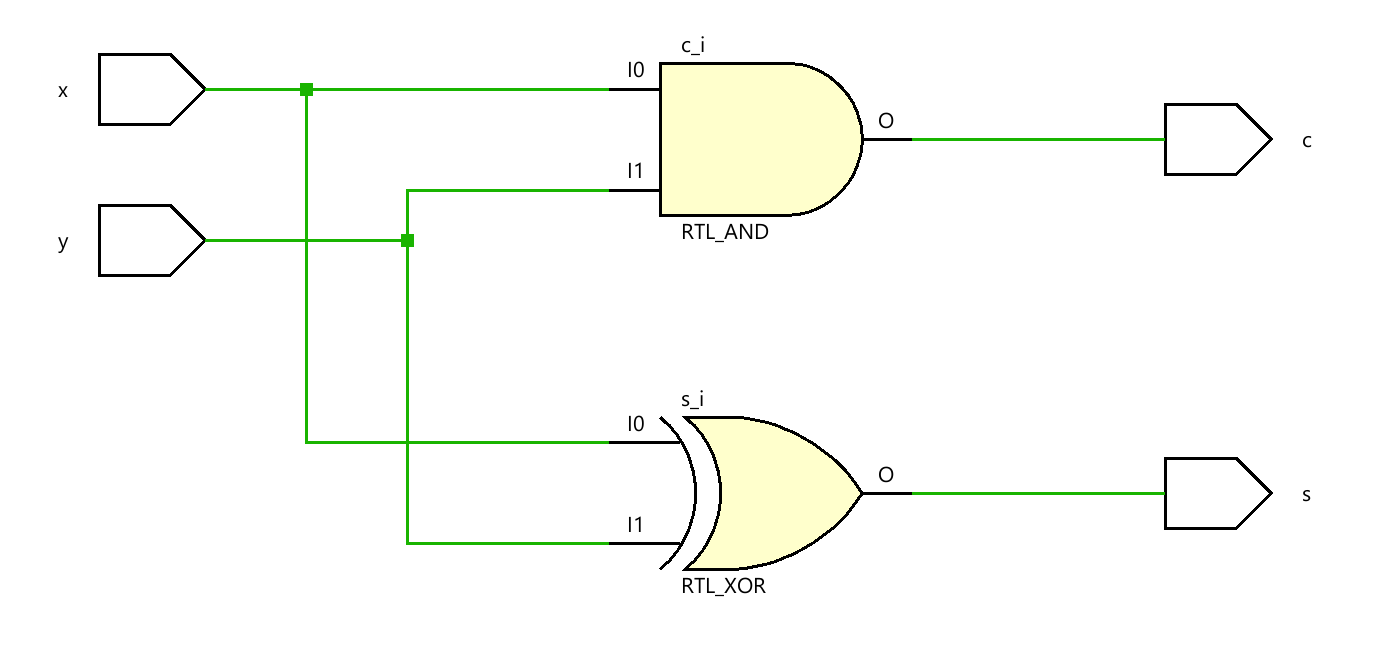 c_i
I0
x
O
c
I1
RTL_AND
y
s_i
I0
O
s
I1
RTL_XOR